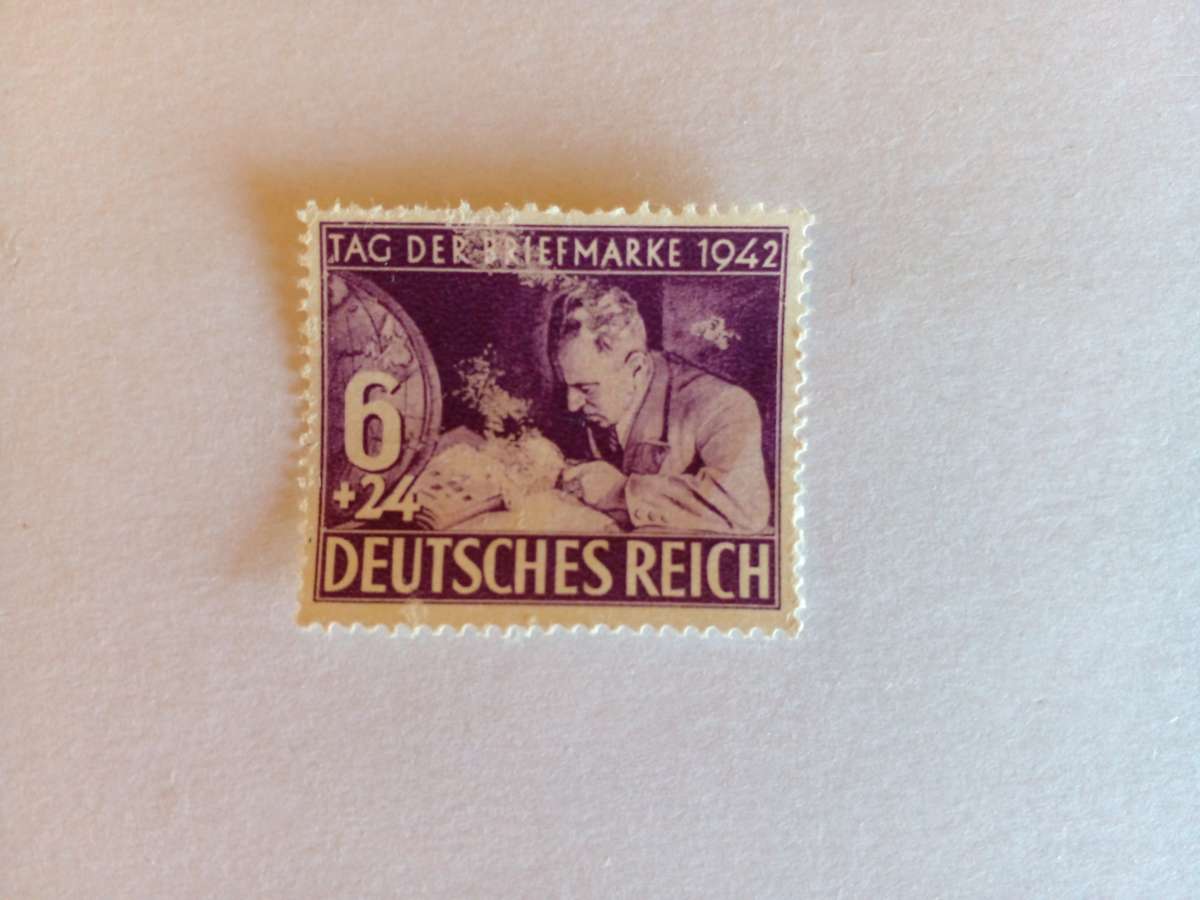 TAG DER BRIEFMARKE 1942
6
+24
DEUTSCHES REICH